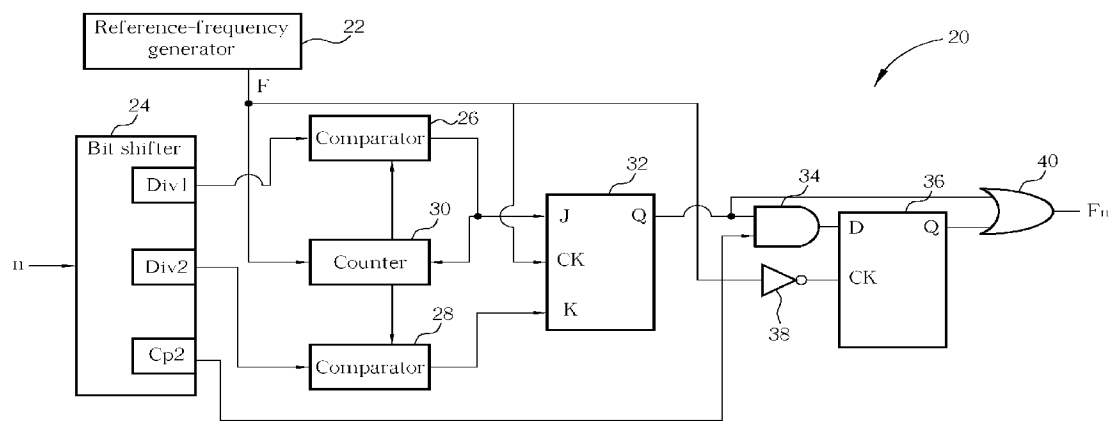 Reference-frequency
generator
22
20
F
24
Bit shifter
26
Comparator
Div1
32
34
36
40
30
J
Q
D
Q
Fn
n
Div2
Counter
CK
CK
K
38
28
Cp2
Comparator